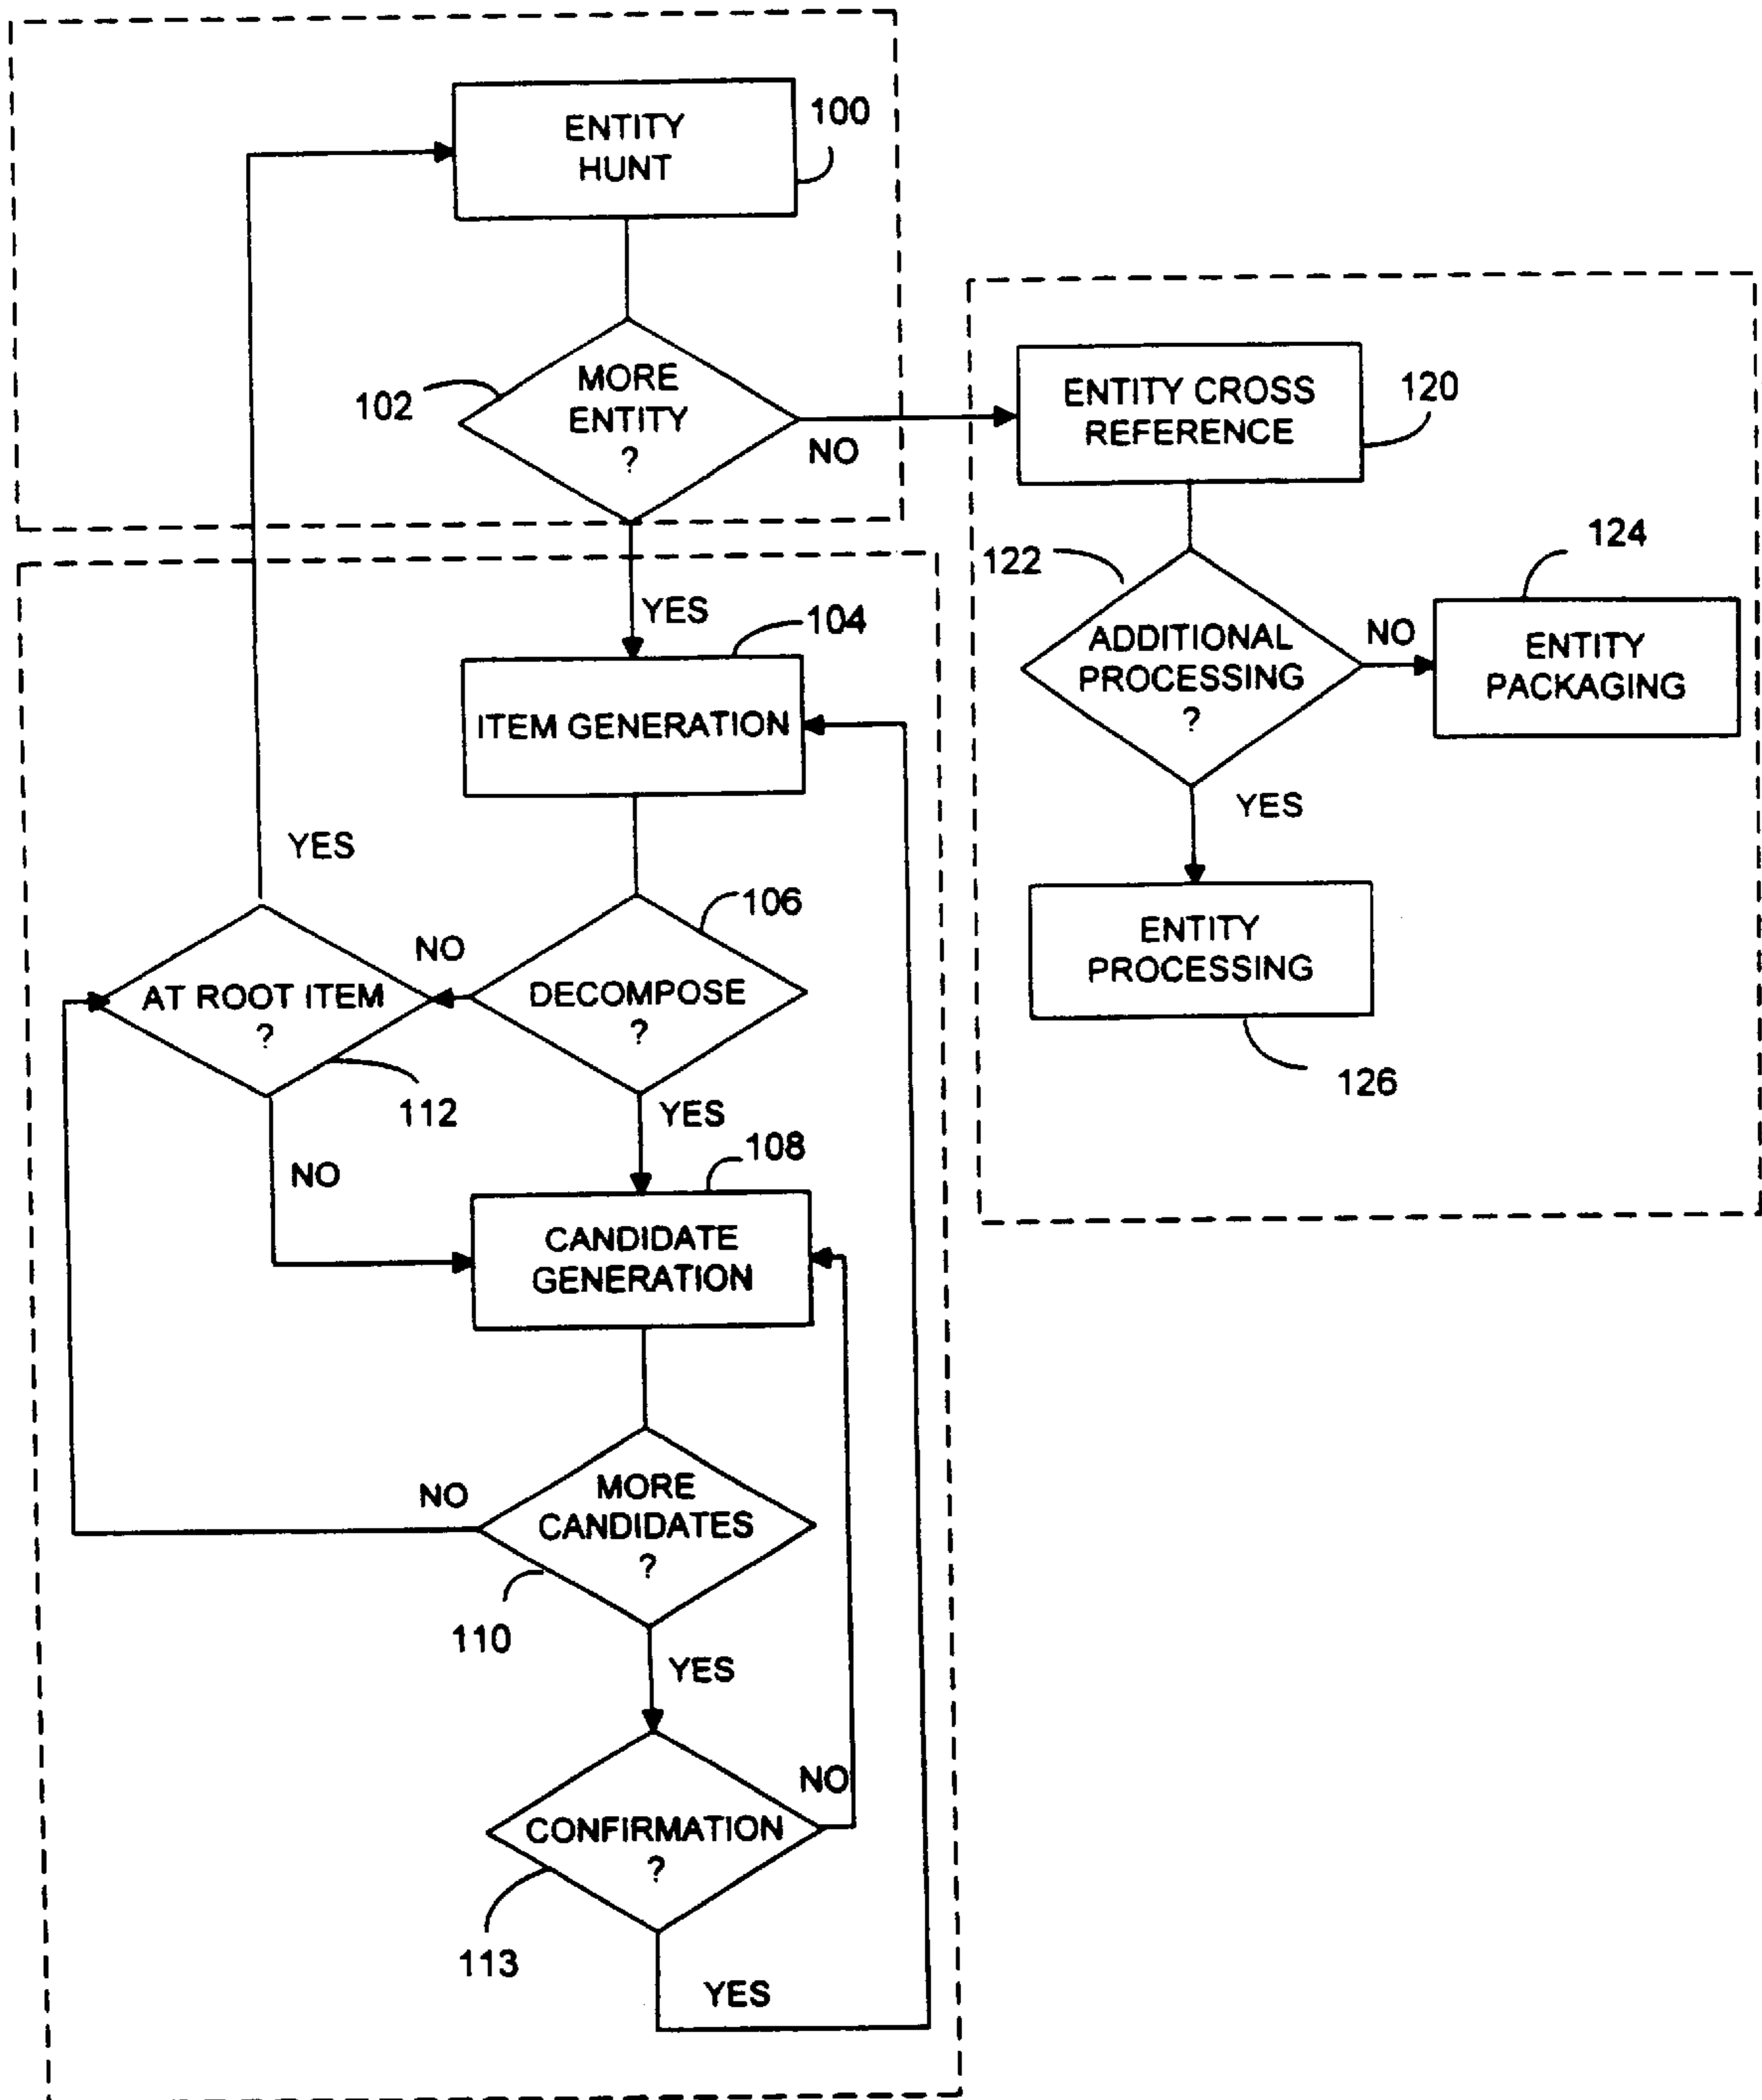 ENTITY
HUNT
100
MORE
ENTITY
?
102
NO
YES
ENTITY CROSS
REFERENCE
120
122
ADDITIONAL
PROCESSING
?
NO
124
ENTITY
PACKAGING
YES
ENTITY
PROCESSING
126
104
ITEM GENERATION
106
DECOMPOSE
?
NO
YES
AT ROOT ITEM
?
112
YES
NO
108
CANDIDATE
GENERATION
MORE
CANDIDATES
?
110
NO
YES
CONFIRMATION
?
113
NO
YES